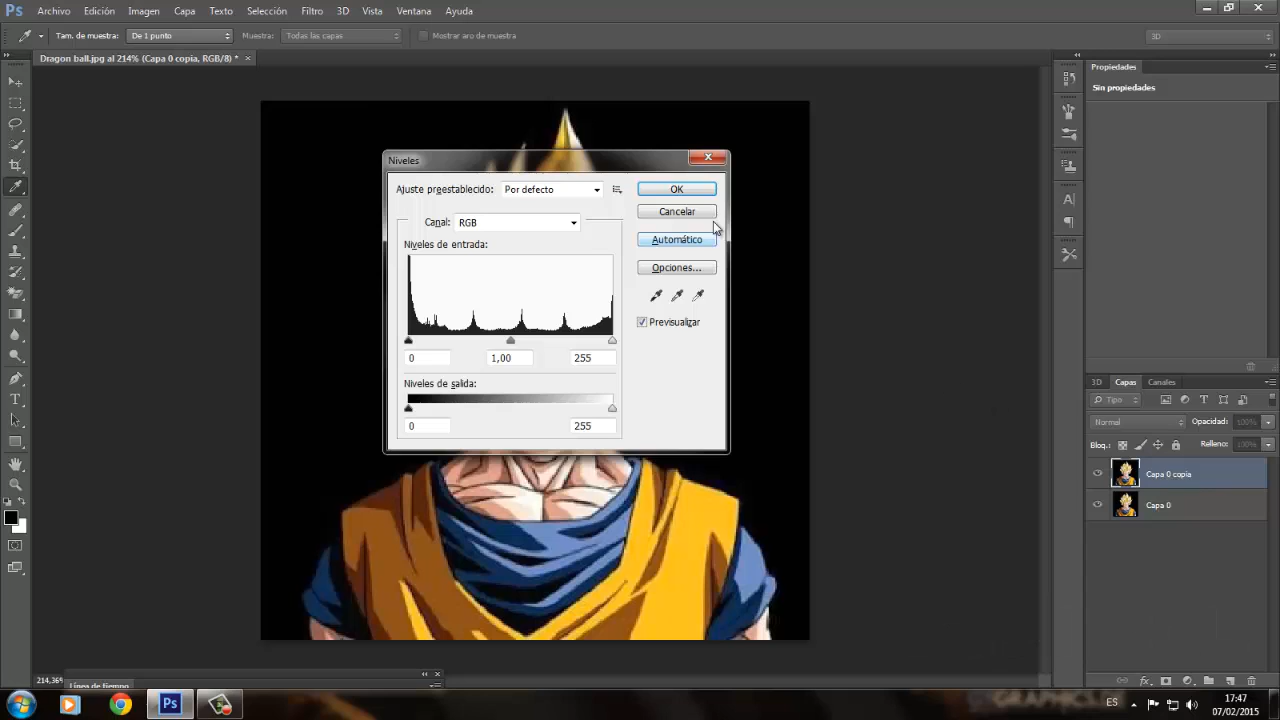 Ps Archivo Edición Imagen Capa Texto Selección Filtro 3D Vista Ventana Ayuda
Tam. de muestra: De 1 punto Muestra: Todas las capas Mostrar aro de muestra 3D
Dragon ball.jpg al 214% (Capa 0 copia, RGB/8) * ×
Propiedades
Sin propiedades
Niveles
Ajuste preestablecido: Por defecto OK
Cancelar
Canal: RGB
Automático
Niveles de entrada:
Opciones...
Previsualizar
0 1,00 255
Niveles de salida:
0 255
3D Capas Canales
Tipo
Normal Opacidad: 100%
Bloq.: Relleno: 100%
Capa 0 copia
Capa 0
214,36%
Línea de tiempo
Ps ES 17:47
07/02/2015